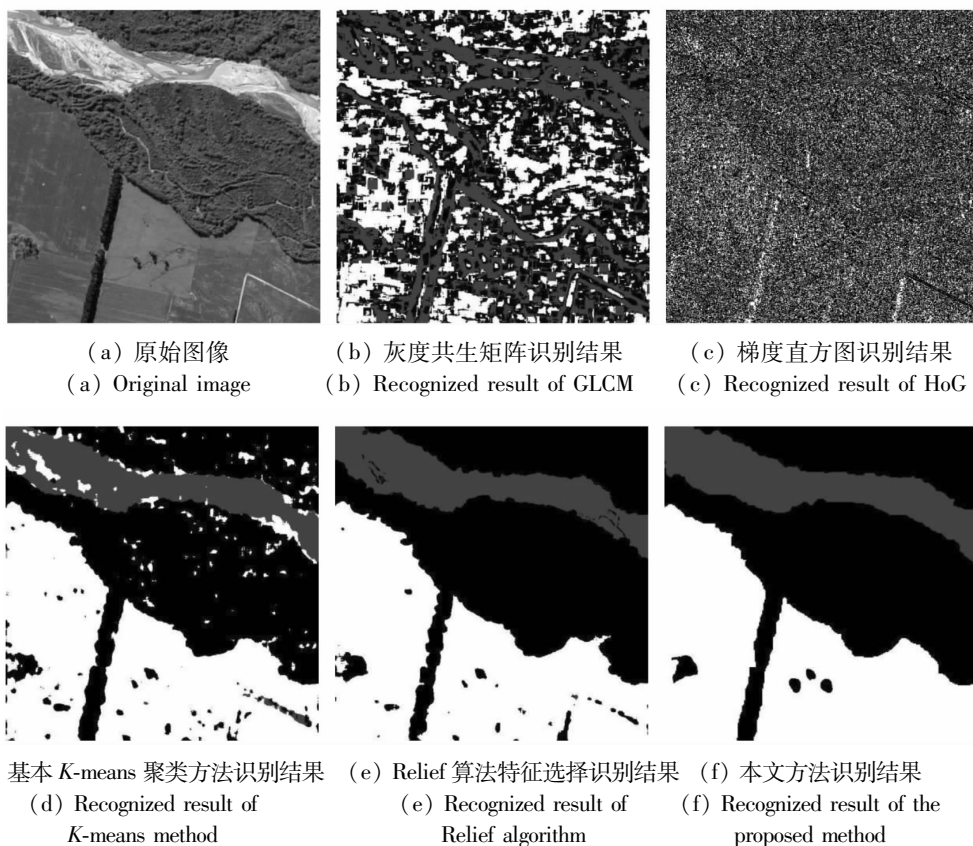 (a) 原始图像 (b) 灰度共生矩阵识别结果 (c) 梯度直方图识别结果
(a) Original image (b) Recognized result of GLCM (c) Recognized result of HoG
基本 K-means 聚类方法识别结果 (e) Relief 算法特征选择识别结果 (f) 本文方法识别结果
(d) Recognized result of (e) Recognized result of (f) Recognized result of the
K-means method Relief algorithm proposed method